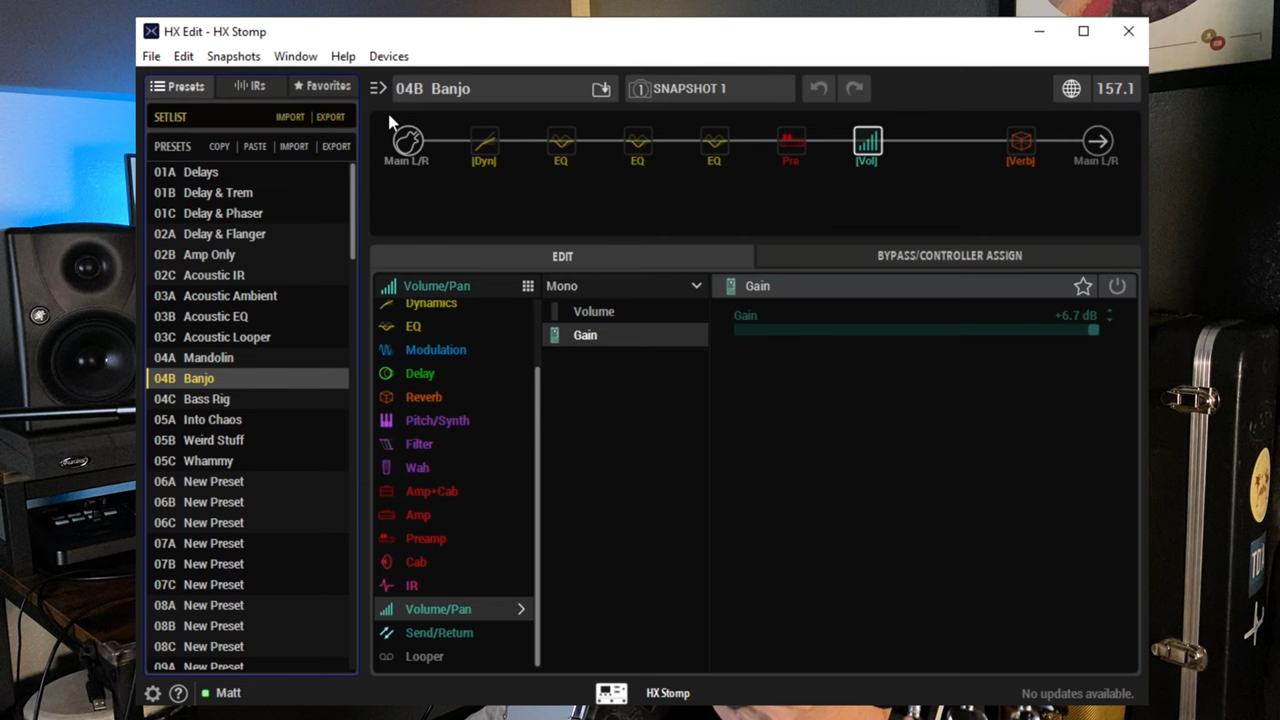 HX Edit - HX Stomp
File Edit Snapshots Window Help Devices
Presets IRs Favorites
04B Banjo
1 SNAPSHOT 1
157.1
SETLIST IMPORT EXPORT
PRESETS COPY PASTE IMPORT EXPORT
01A Delays
01B Delay & Trem
01C Delay & Phaser
02A Delay & Flanger
02B Amp Only
02C Acoustic IR
03A Acoustic Ambient
03B Acoustic EQ
03C Acoustic Looper
04A Mandolin
04B Banjo
04C Bass Rig
05A Into Chaos
05B Weird Stuff
05C Whammy
06A New Preset
06B New Preset
06C New Preset
07A New Preset
07B New Preset
07C New Preset
08A New Preset
08B New Preset
08C New Preset
09A New Preset
Main L/R [Dyn] EQ EQ EQ Pre [Vol] [Verb] Main L/R
EDIT BYPASS/CONTROLLER ASSIGN
Volume/Pan
Dynamics
EQ
Modulation
Delay
Reverb
Pitch/Synth
Filter
Wah
Amp+Cab
Amp
Preamp
Cab
IR
Volume/Pan
Send/Return
Looper
Mono
Volume
Gain
Gain
Gain +6.7 dB
Matt
HX Stomp
No updates available.